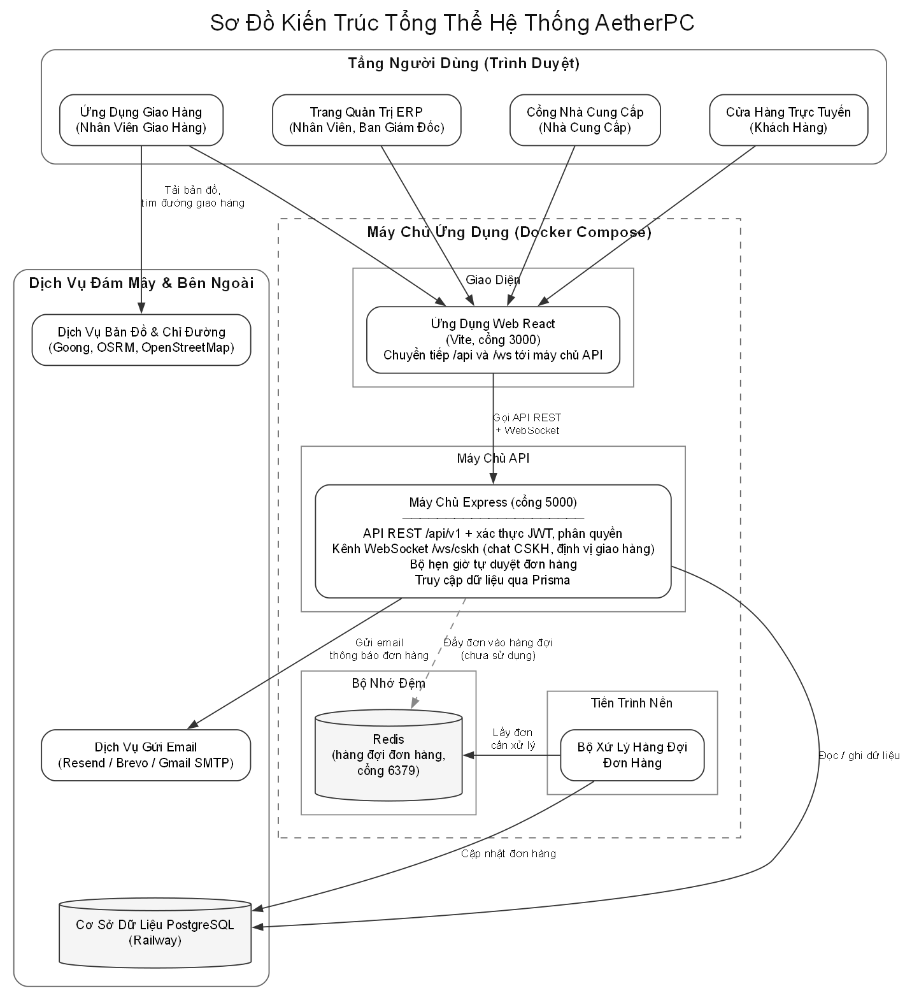 Sơ Đồ Kiến Trúc Tổng Thể Hệ Thống AetherPC
Tầng Người Dùng (Trình Duyệt)
Ứng Dụng Giao Hàng
(Nhân Viên Giao Hàng)
Trang Quản Trị ERP
(Nhân Viên, Ban Giám Đốc)
Cổng Nhà Cung Cấp
(Nhà Cung Cấp)
Cửa Hàng Trực Tuyến
(Khách Hàng)
Tải bản đồ,
tìm đường giao hàng
Máy Chủ Ứng Dụng (Docker Compose)
Giao Diện
Ứng Dụng Web React
(Vite, cổng 3000)
Chuyển tiếp /api và /ws tới máy chủ API
Dịch Vụ Đám Mây & Bên Ngoài
Dịch Vụ Bản Đồ & Chỉ Đường
(Goong, OSRM, OpenStreetMap)
Gọi API REST
+ WebSocket
Máy Chủ API
Máy Chủ Express (cổng 5000)
API REST /api/v1 + xác thực JWT, phân quyền
Kênh WebSocket /ws/cskh (chat CSKH, định vị giao hàng)
Bộ hẹn giờ tự duyệt đơn hàng
Truy cập dữ liệu qua Prisma
Gửi email
thông báo đơn hàng
Đẩy đơn vào hàng đợi
(chưa sử dụng)
Bộ Nhớ Đệm
Redis
(hàng đợi đơn hàng,
cổng 6379)
Tiến Trình Nền
Lấy đơn
cần xử lý
Bộ Xử Lý Hàng Đợi
Đơn Hàng
Dịch Vụ Gửi Email
(Resend / Brevo / Gmail SMTP)
Đọc / ghi dữ liệu
Cập nhật đơn hàng
Cơ Sở Dữ Liệu PostgreSQL
(Railway)